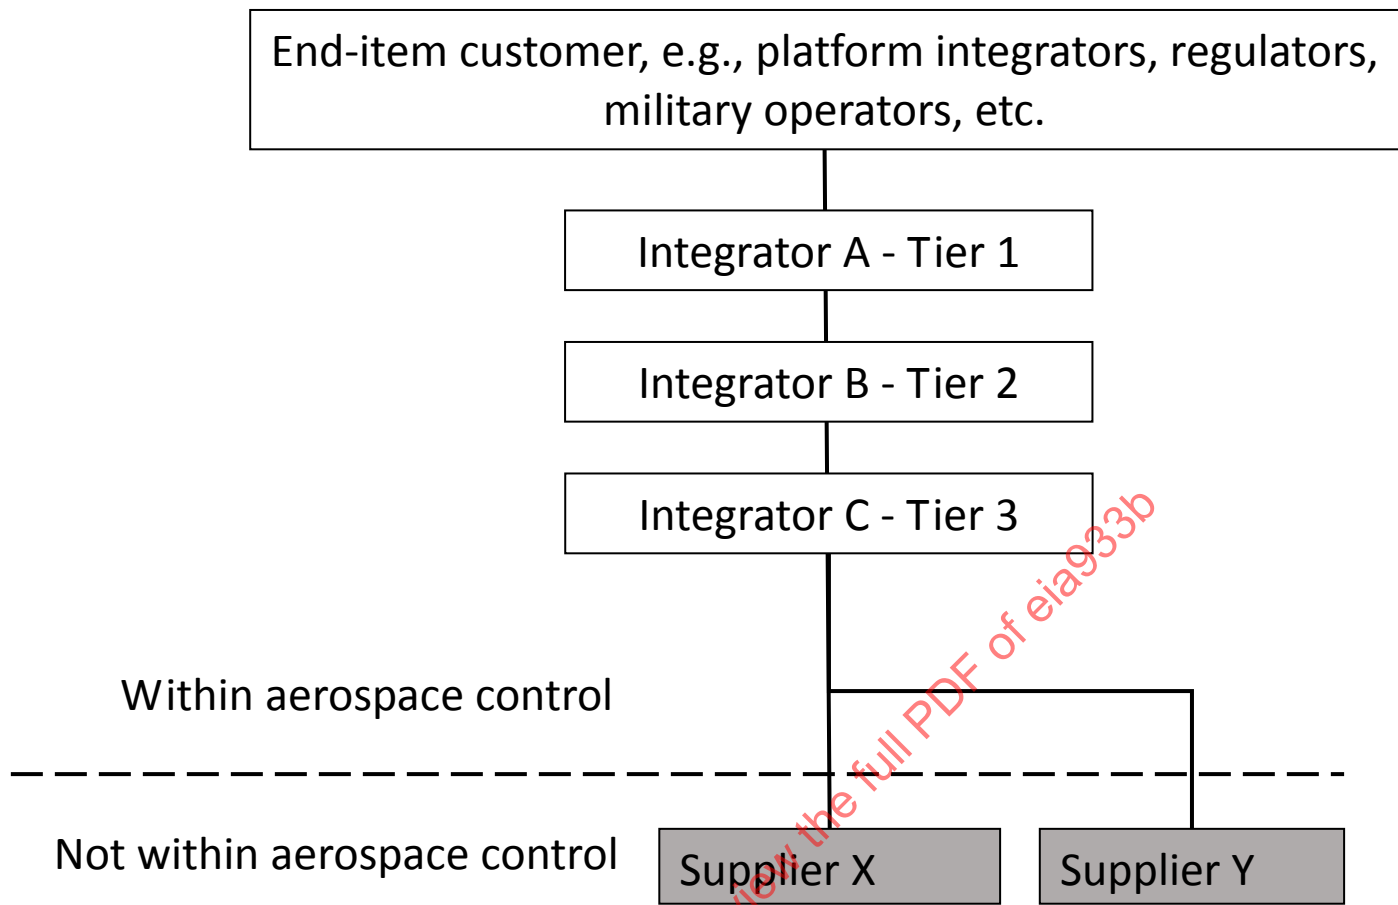 End-item customer, e.g., platform integrators, regulators,
military operators, etc.
Integrator A - Tier 1
Integrator B - Tier 2
Integrator C - Tier 3
Within aerospace control
Not within aerospace control
Supplier X
Supplier Y
view the full PDF of eia933b